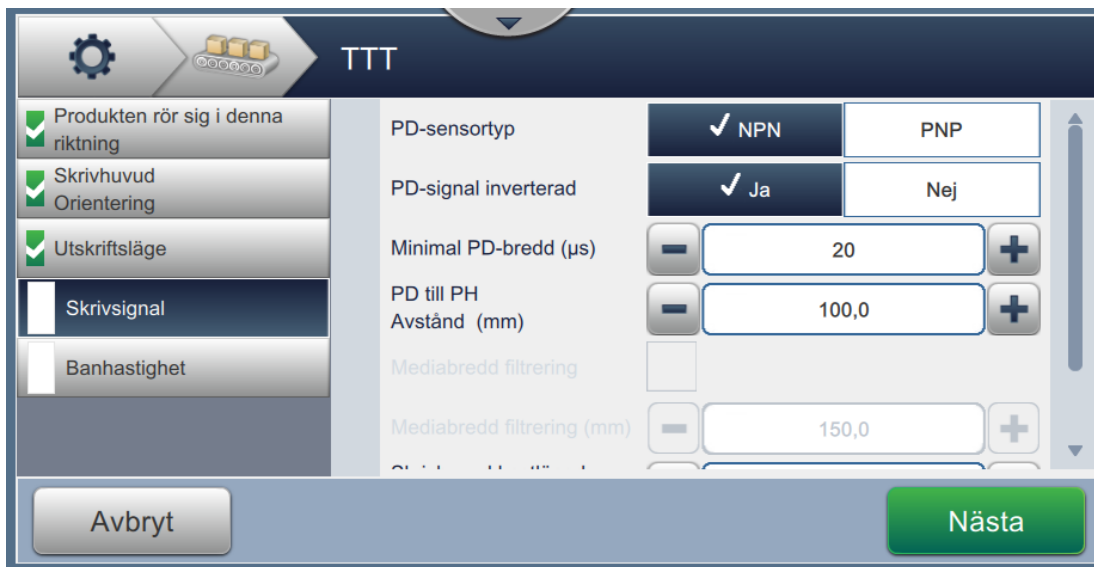 TTT
Produkten rör sig i denna
riktning
Skrivhuvud
Orientering
Utskriftsläge
Skrivsignal
Banhastighet
PD-sensortyp
NPN
PNP
PD-signal inverterad
Ja
Nej
Minimal PD-bredd (µs)
20
PD till PH
Avstånd (mm)
100,0
Mediabredd filtrering
Mediabredd filtrering (mm)
150,0
Avbryt
Nästa